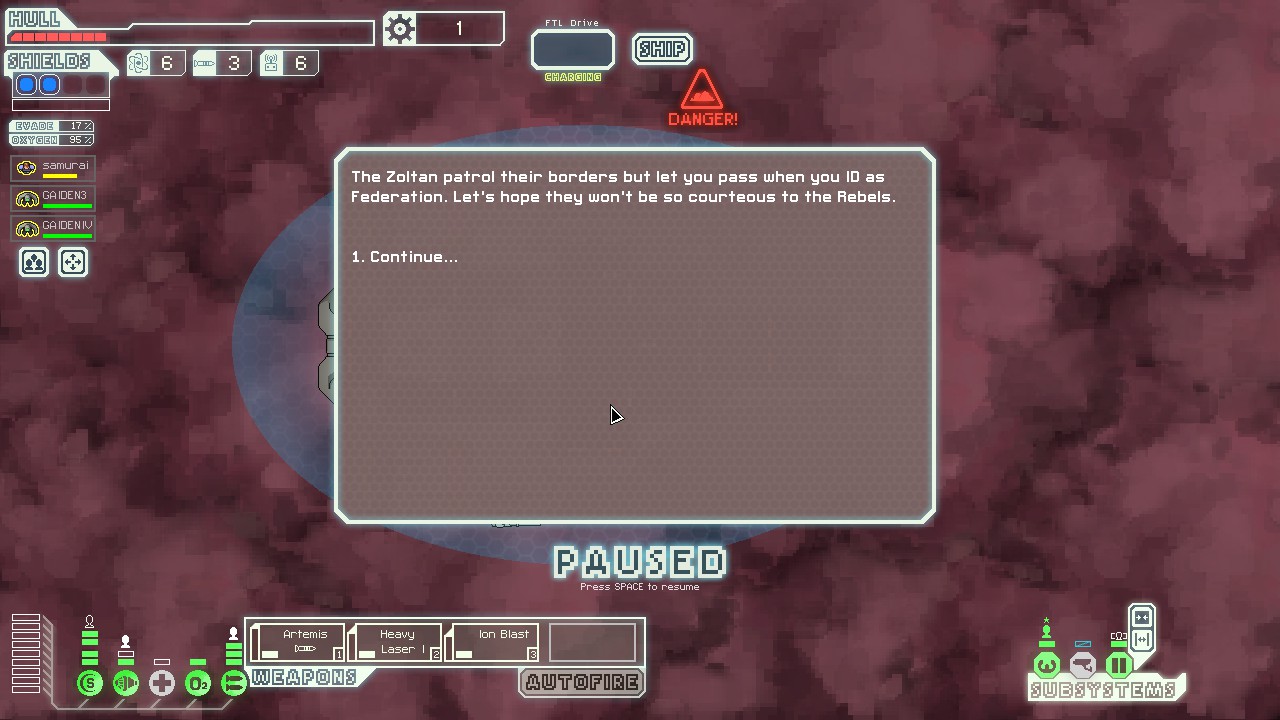 HULL
1
FTL Drive
CHARGING
SHIP
DANGER!
SHIELDS
6
3
6
EVADE 17%
OXYGEN 95%
samurai
GAIDEN3
GAIDENIV
The Zoltan patrol their borders but let you pass when you ID as
Federation. Let's hope they won't be so courteous to the Rebels.
1. Continue...
PAUSED
Press SPACE to resume
Artemis 1
Heavy
Laser I 2
Ion Blast 3
WEAPONS
AUTOFIRE
S
O2
SUBSYSTEMS